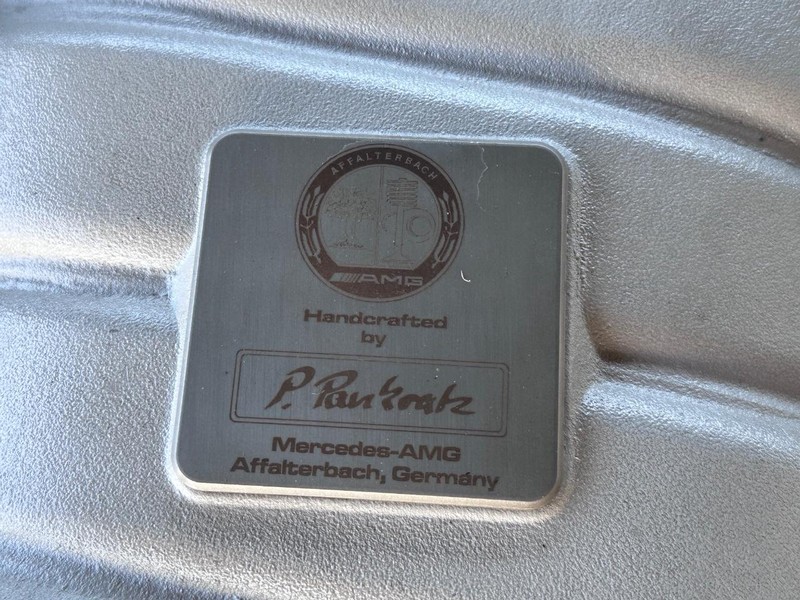 AFFALTERBACH
AMG
Handcrafted
by
P. Pankratz
Mercedes-AMG
Affalterbach, Germany